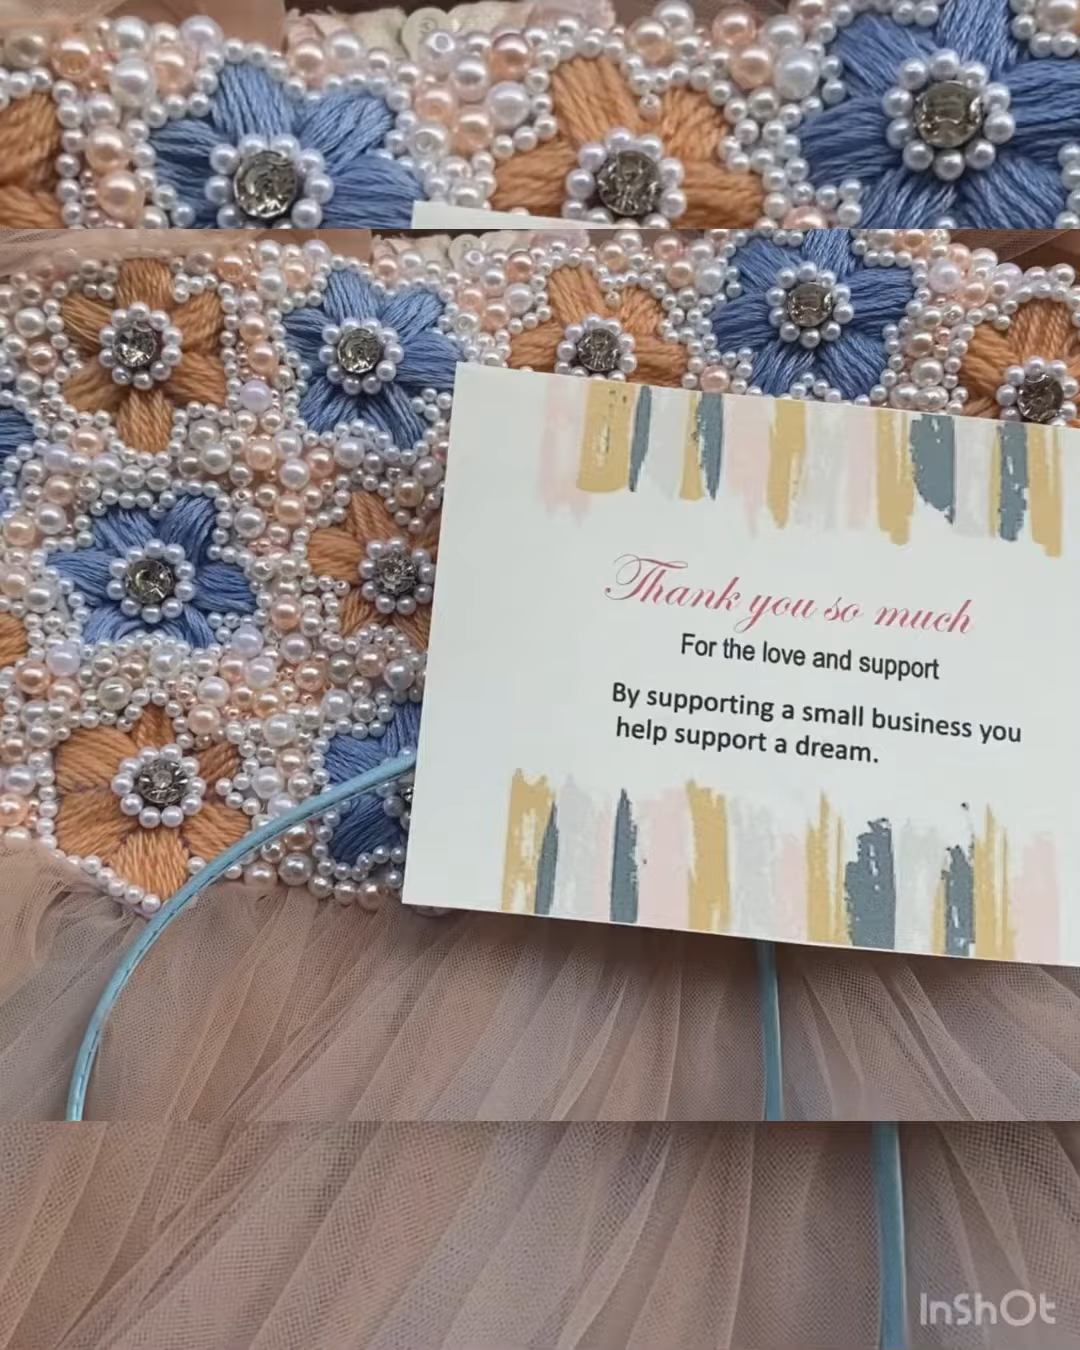 Thank you so much
For the love and support
By supporting a small business you
help support a dream.
InShOt